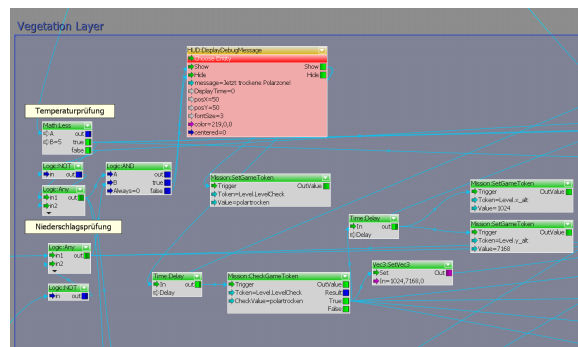 Vegetation Layer
HUD:DisplayDebugMessage
Choose Entity
Show Show
Hide Hide
message=Jetzt trockene Polarzone!
DisplayTime=0
posX=50
posY=50
fontSize=3
color=219,0,0
centered=0
Temperaturprüfung
Math:Less
A out
B=5 true
false
Logic:NOT
in out
Logic:Any
in1 out
in2
Logic:AND
A out
B true
Always=0 false
Mission:SetGameToken
Trigger OutValue
Token=Level.LevelCheck
Value=polartrocken
Mission:SetGameToken
Trigger OutValue
Token=Level.x_alt
Value=1024
Niederschlagsprüfung
Time:Delay
In out
Delay
Mission:SetGameToken
Trigger OutValue
Token=Level.y_alt
Value=7168
Logic:Any
in1 out
in2
Logic:NOT
in out
Time:Delay
In out
Delay
Mission:CheckGameToken
Trigger OutValue
Token=Level.LevelCheck Result
CheckValue=polartrocken True
False
Vec3:SetVec3
Set Out
In=1024,7168,0